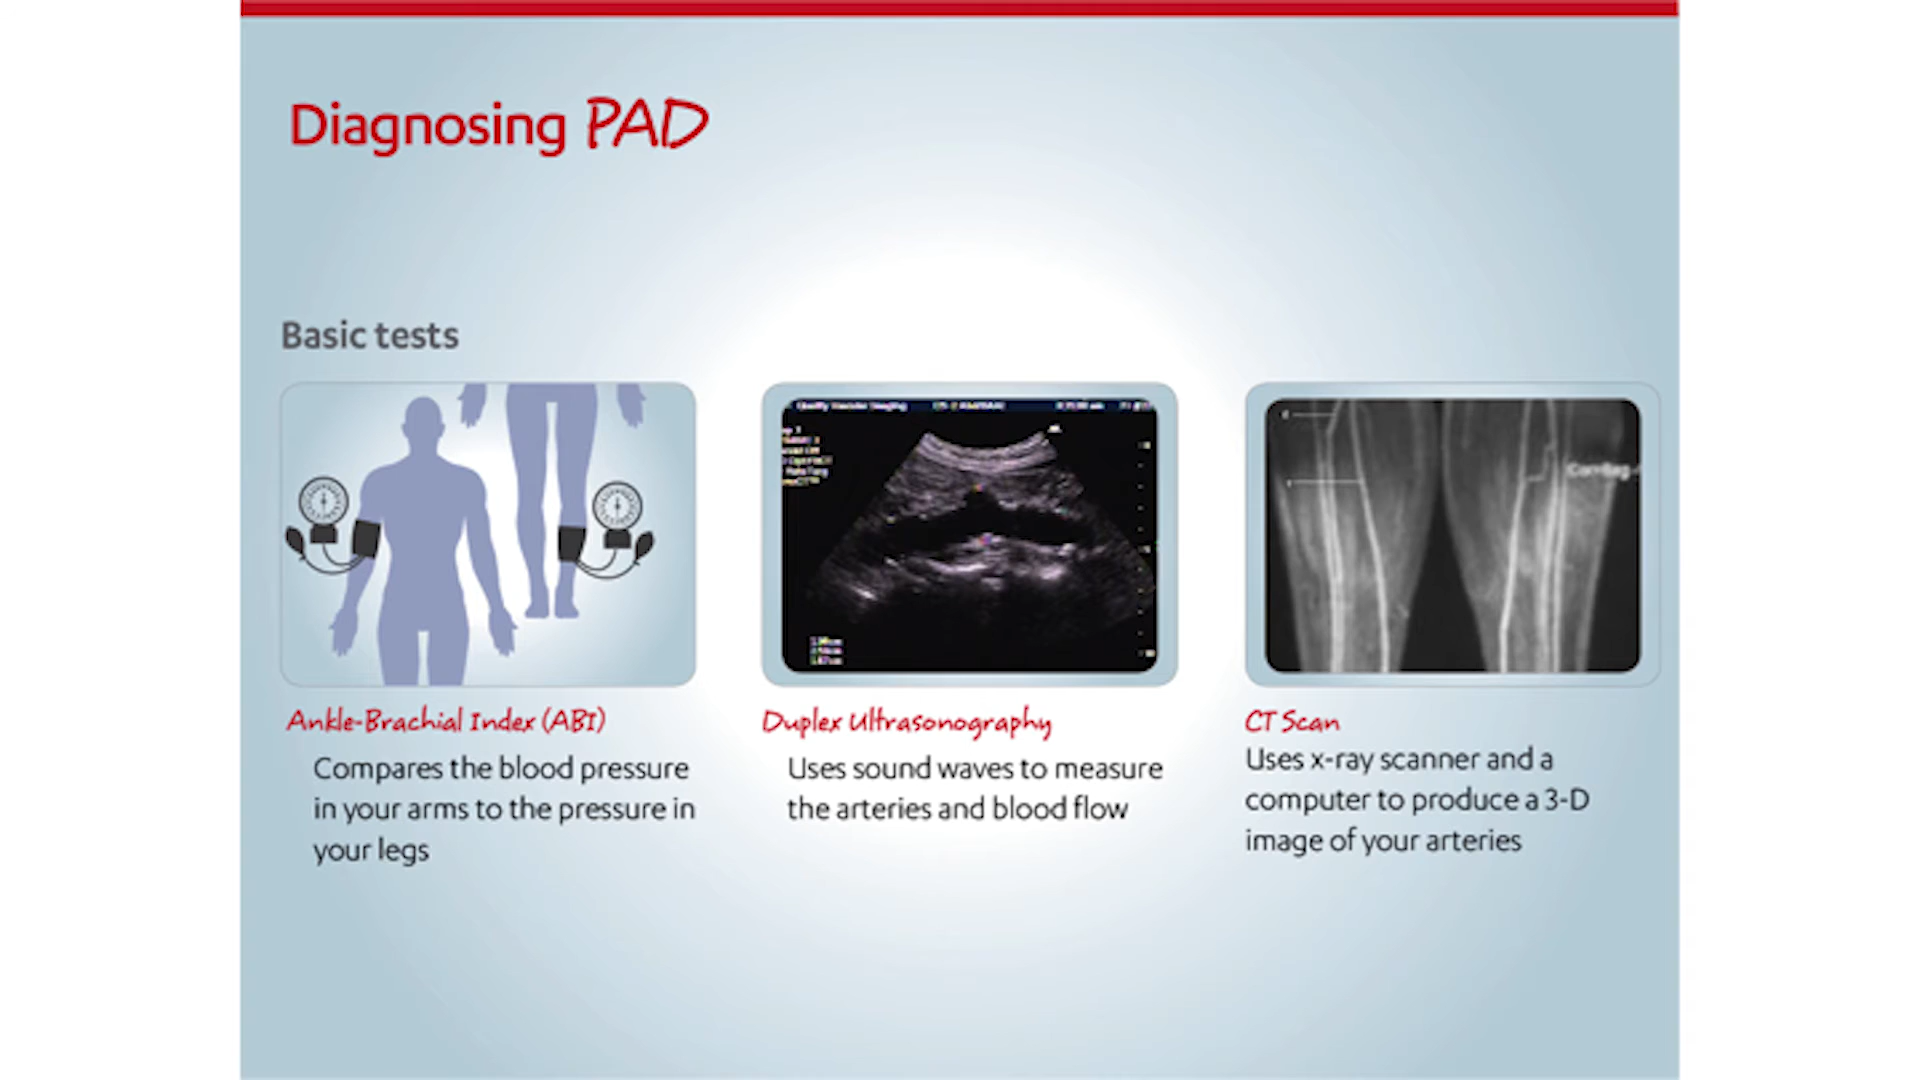 Diagnosing PAD
Basic tests
Ankle-Brachial Index (ABI)
Compares the blood pressure
in your arms to the pressure in
your legs
Duplex Ultrasonography
Uses sound waves to measure
the arteries and blood flow
CT Scan
Uses x-ray scanner and a
computer to produce a 3-D
image of your arteries